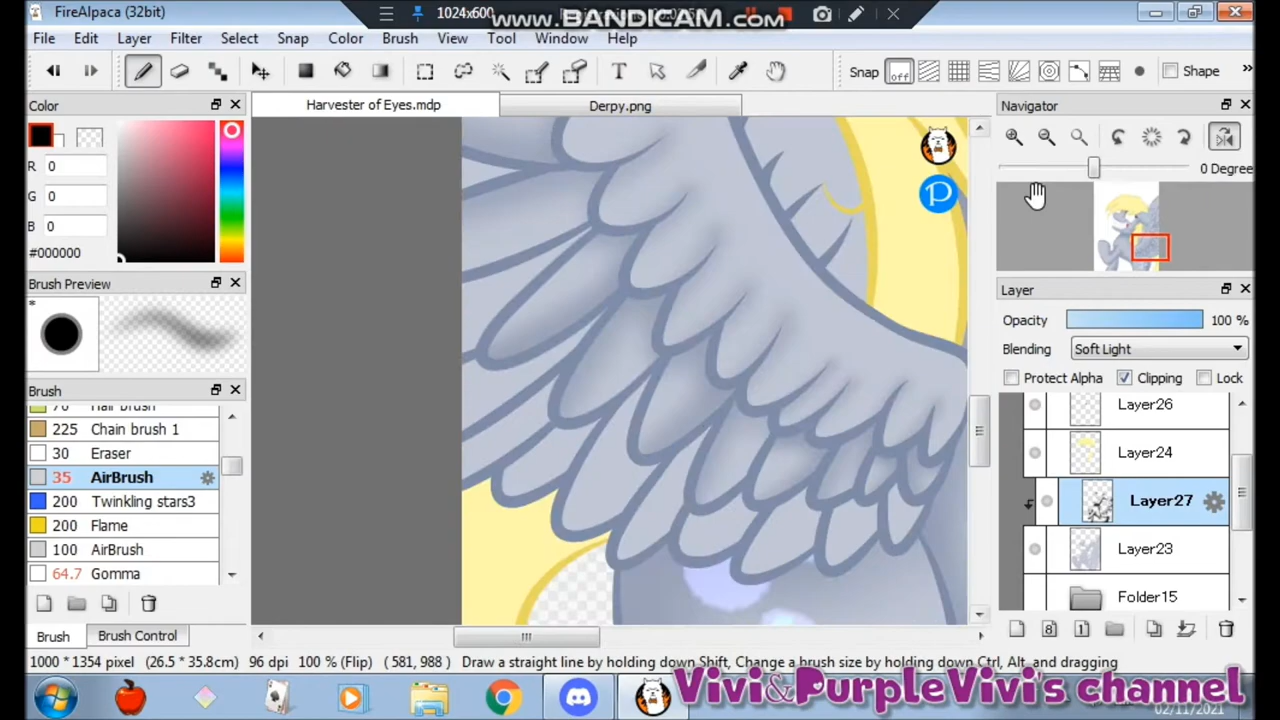 FireAlpaca (32bit)
1024x600
www.BANDICAM.com
File Edit Layer Filter Select Snap Color Brush View Tool Window Help
T Snap off Shape »
Color
Harvester of Eyes.mdp Derpy.png
Navigator
R 0
G 0
B 0
#000000
0 Degree
P
Brush Preview
*
Layer
Opacity 100 %
Blending Soft Light
Protect Alpha Clipping Lock
Brush
70 Hair brush
225 Chain brush 1
30 Eraser
35 AirBrush
200 Twinkling stars3
200 Flame
100 AirBrush
64.7 Gomma
Layer26
Layer24
Layer27
Layer23
Folder15
8 1
Brush Brush Control
1000 * 1354 pixel (26.5 * 35.8cm) 96 dpi 100 % (Flip) ( 581, 988 ) Draw a straight line by holding down Shift, Change a brush size by holding down Ctrl, Alt, and dragging
Vivi&PurpleVivi's channel
02/11/2021